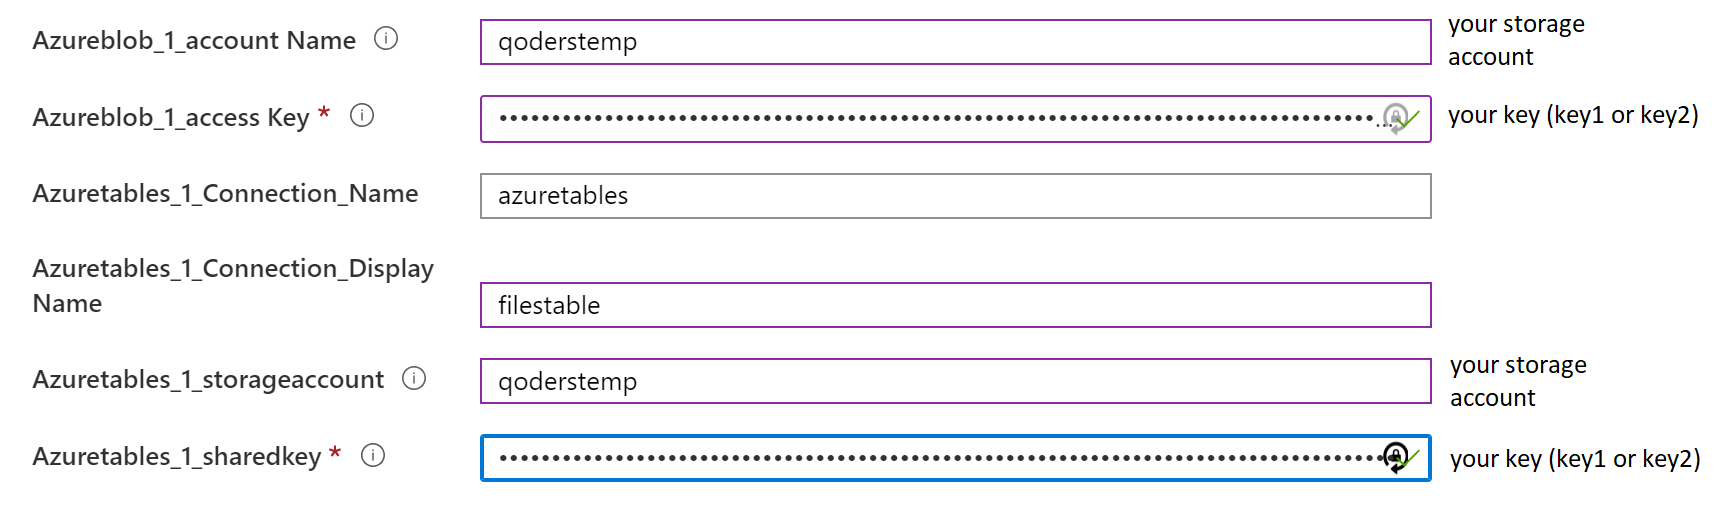 Azureblob_1_account Name
qoderstemp
your storage
account
Azureblob_1_access Key *
your key (key1 or key2)
Azuretables_1_Connection_Name
azuretables
Azuretables_1_Connection_Display
Name
filestable
Azuretables_1_storageaccount
qoderstemp
your storage
account
Azuretables_1_sharedkey *
your key (key1 or key2)